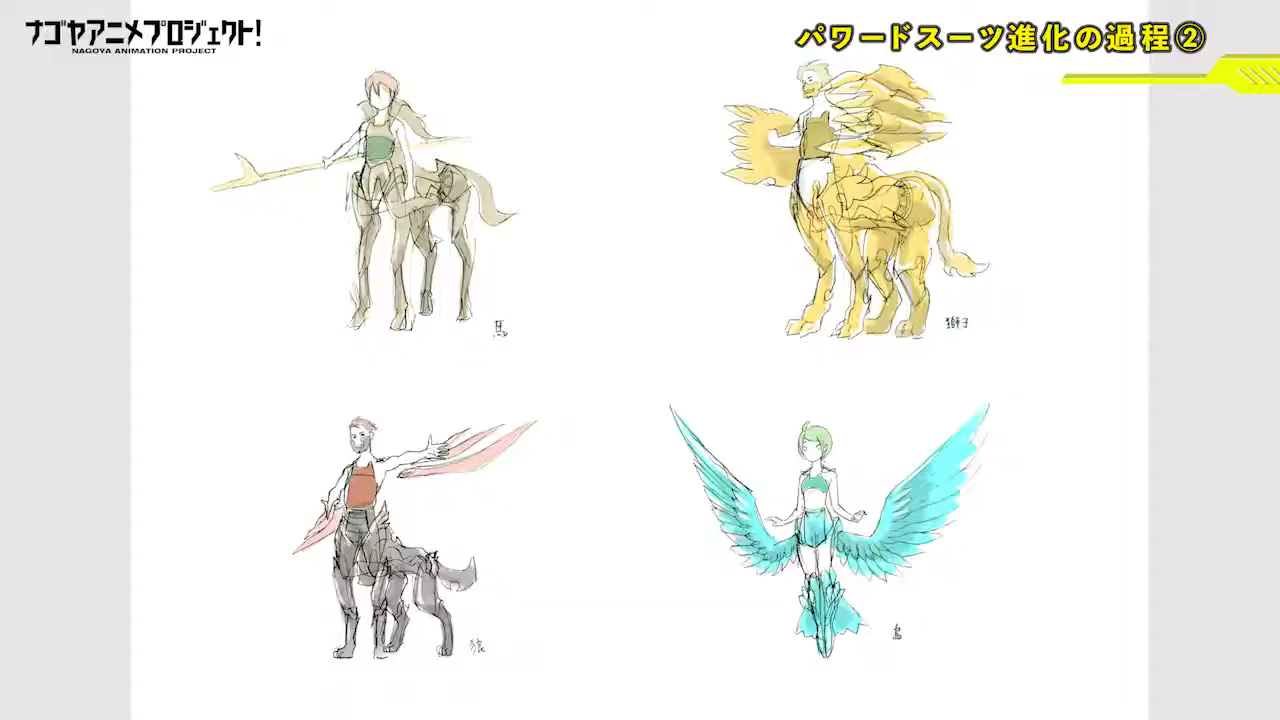 ナゴヤアニメプロジェクト!
NAGOYA ANIMATION PROJECT
パワードスーツ進化の過程②
馬
獅子
狼
鳥